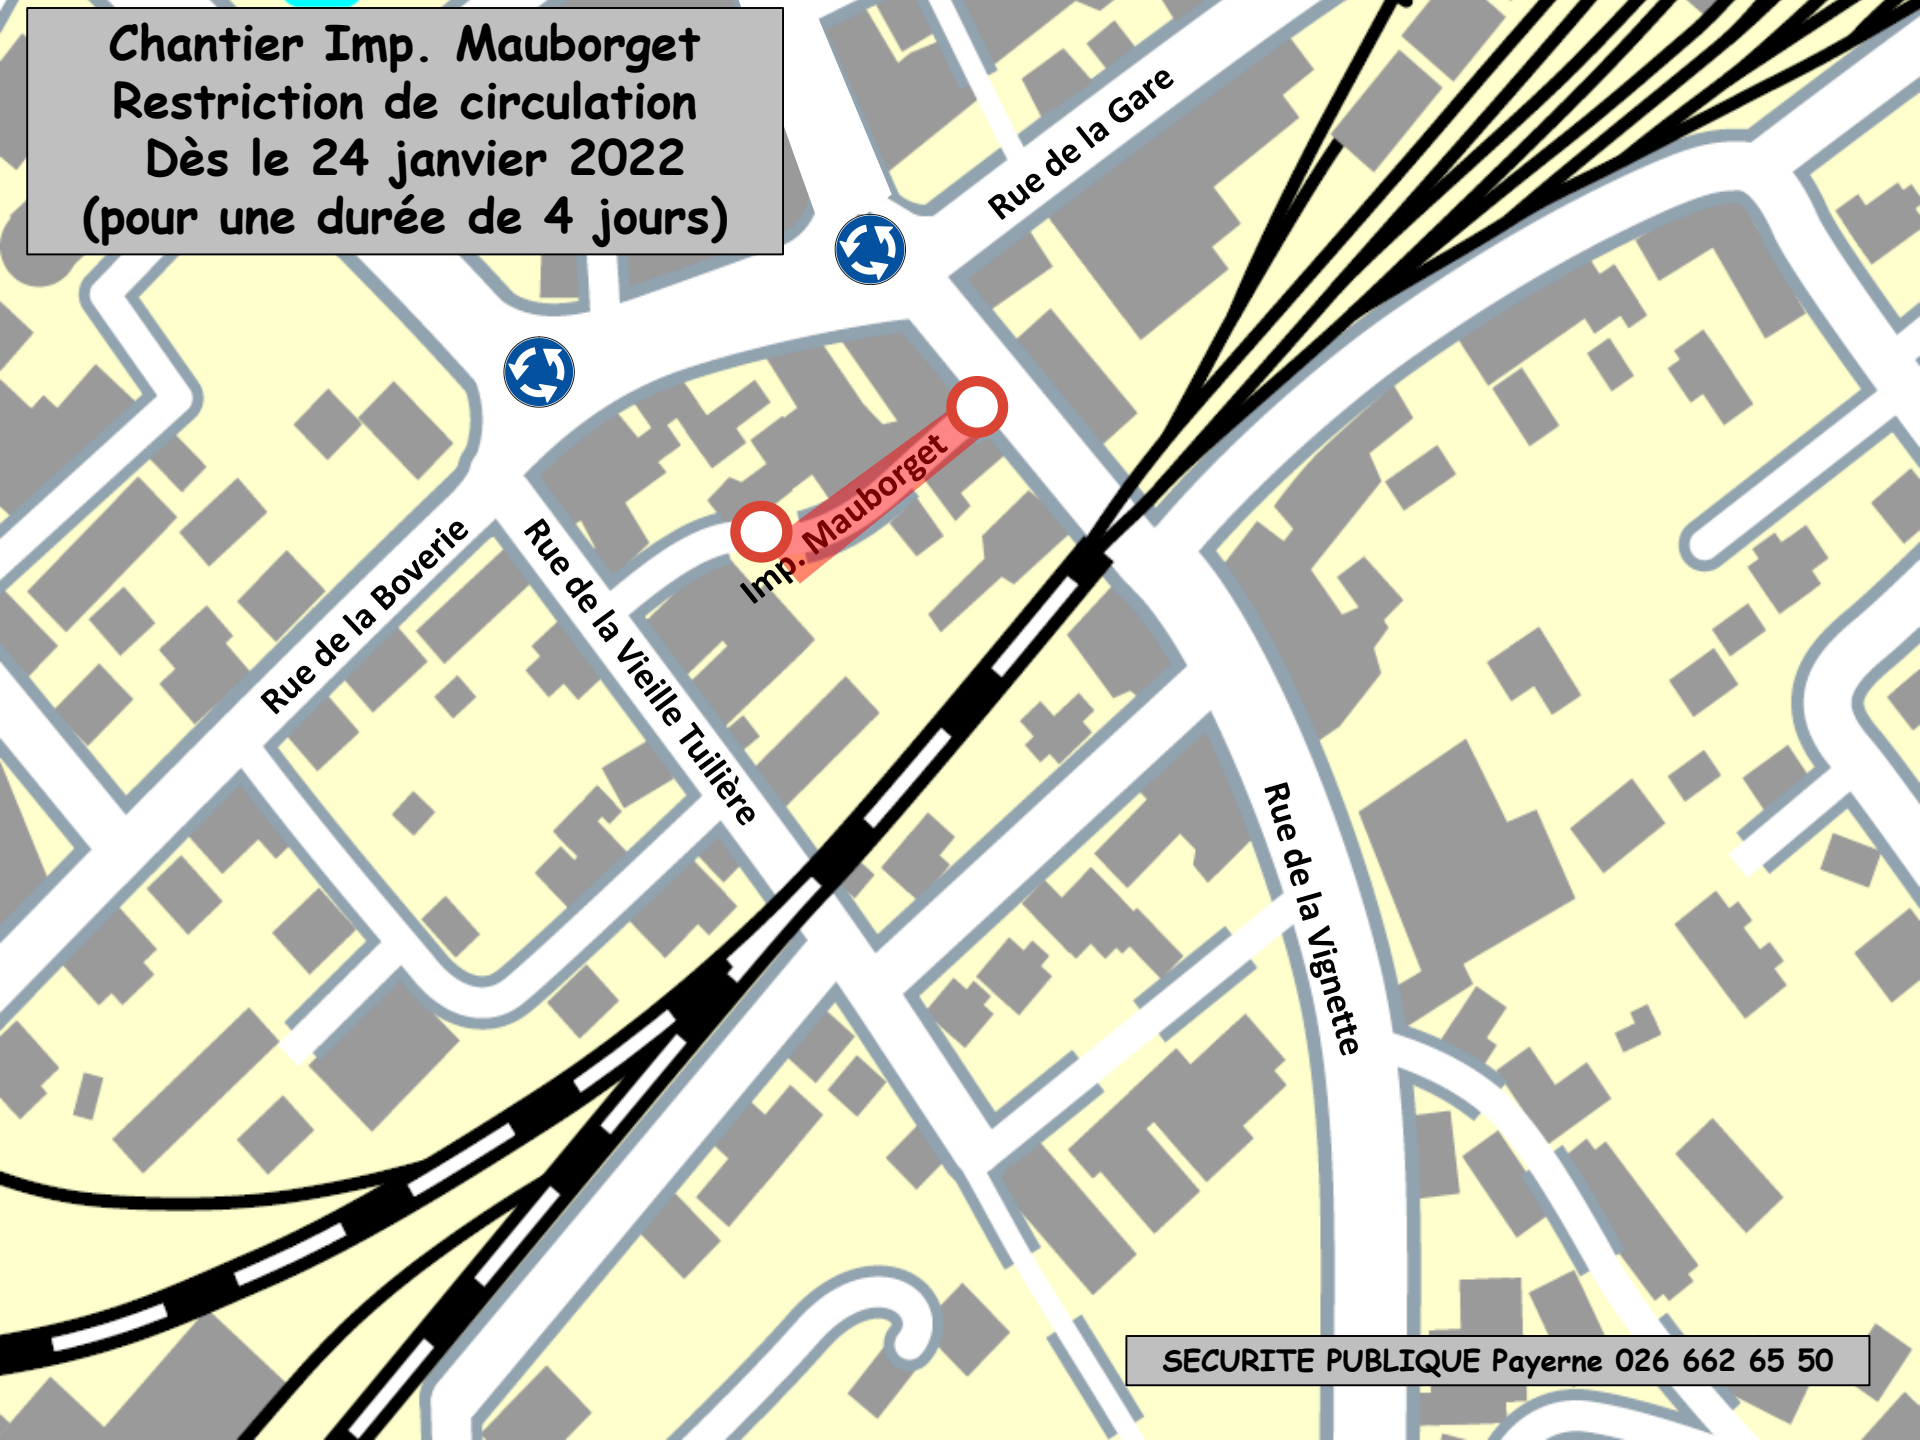 Chantier Imp. Mauborget
Restriction de circulation
Dès le 24 janvier 2022
(pour une durée de 4 jours)
Rue de la Gare
Imp. Mauborget
Rue de la Boverie
Rue de la Vieille Tuilière
Rue de la Vignette
SECURITE PUBLIQUE Payerne 026 662 65 50